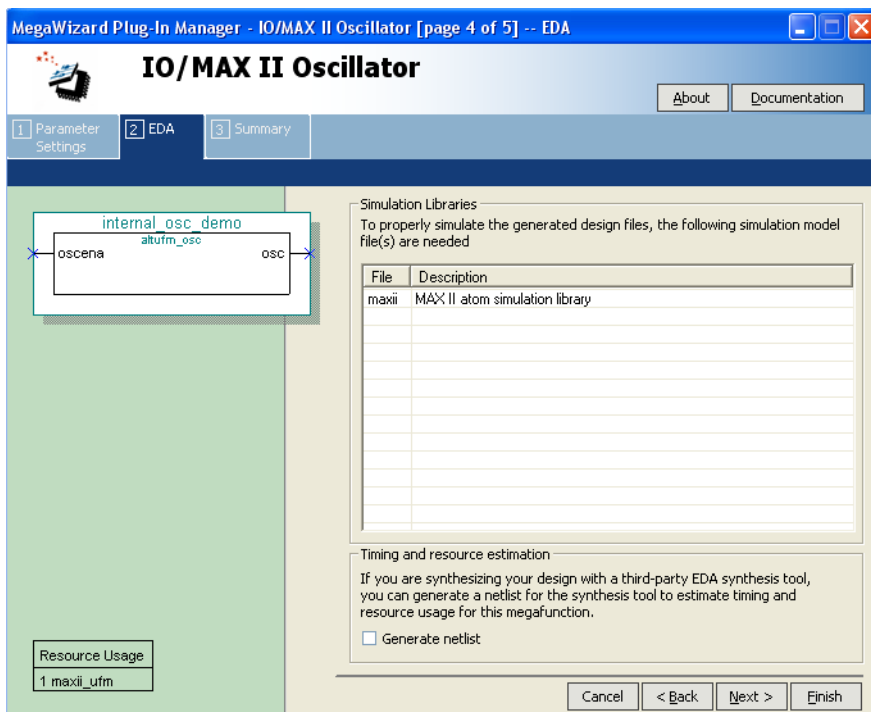 MegaWizard Plug-In Manager - IO/MAX II Oscillator [page 4 of 5] -- EDA
IO/MAX II Oscillator
About
Documentation
1 Parameter Settings
2 EDA
3 Summary
internal_osc_demo
altufm_osc
oscena
osc
Simulation Libraries
To properly simulate the generated design files, the following simulation model
file(s) are needed
File Description
maxii MAX II atom simulation library
Timing and resource estimation
If you are synthesizing your design with a third-party EDA synthesis tool,
you can generate a netlist for the synthesis tool to estimate timing and
resource usage for this megafunction.
Generate netlist
Resource Usage
1 maxii_ufm
Cancel
< Back
Next >
Finish